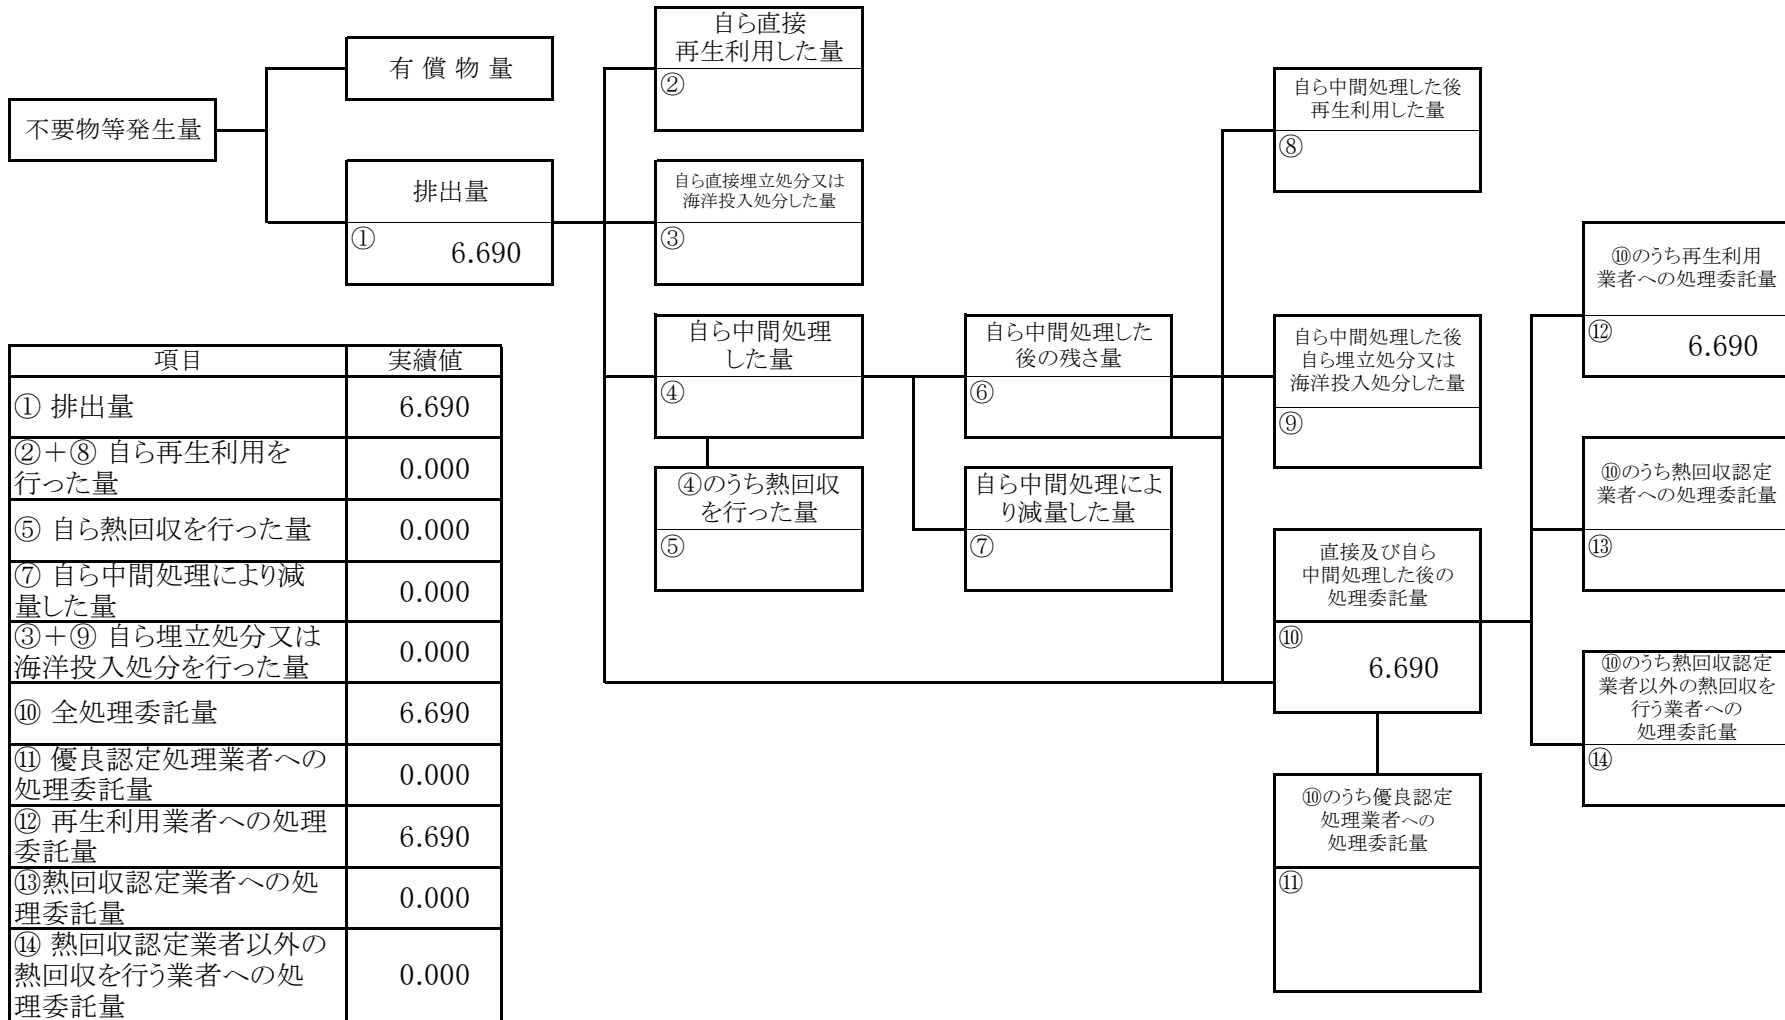 不要物等発生量
有 償 物 量
排出量
①
6.690
自ら直接
再生利用した量
②
自ら直接埋立処分又は
海洋投入処分した量
③
自ら中間処理
した量
④
④のうち熱回収
を行った量
⑤
自ら中間処理した
後の残さ量
⑥
自ら中間処理によ
り減量した量
⑦
自ら中間処理した後
再生利用した量
⑧
自ら中間処理した後
自ら埋立処分又は
海洋投入処分した量
⑨
直接及び自ら
中間処理した後の
処理委託量
⑩
6.690
⑩のうち優良認定
処理業者への
処理委託量
⑪
⑩のうち再生利用
業者への処理委託量
⑫
6.690
⑩のうち熱回収認定
業者への処理委託量
⑬
⑩のうち熱回収認定
業者以外の熱回収を
行う業者への
処理委託量
⑭
項目 実績値
① 排出量 6.690
②＋⑧ 自ら再生利用を
行った量 0.000
⑤ 自ら熱回収を行った量 0.000
⑦ 自ら中間処理により減
量した量 0.000
③＋⑨ 自ら埋立処分又は
海洋投入処分を行った量 0.000
⑩ 全処理委託量 6.690
⑪ 優良認定処理業者への
処理委託量 0.000
⑫ 再生利用業者への処理
委託量 6.690
⑬熱回収認定業者への処
理委託量 0.000
⑭ 熱回収認定業者以外の
熱回収を行う業者への処
理委託量 0.000